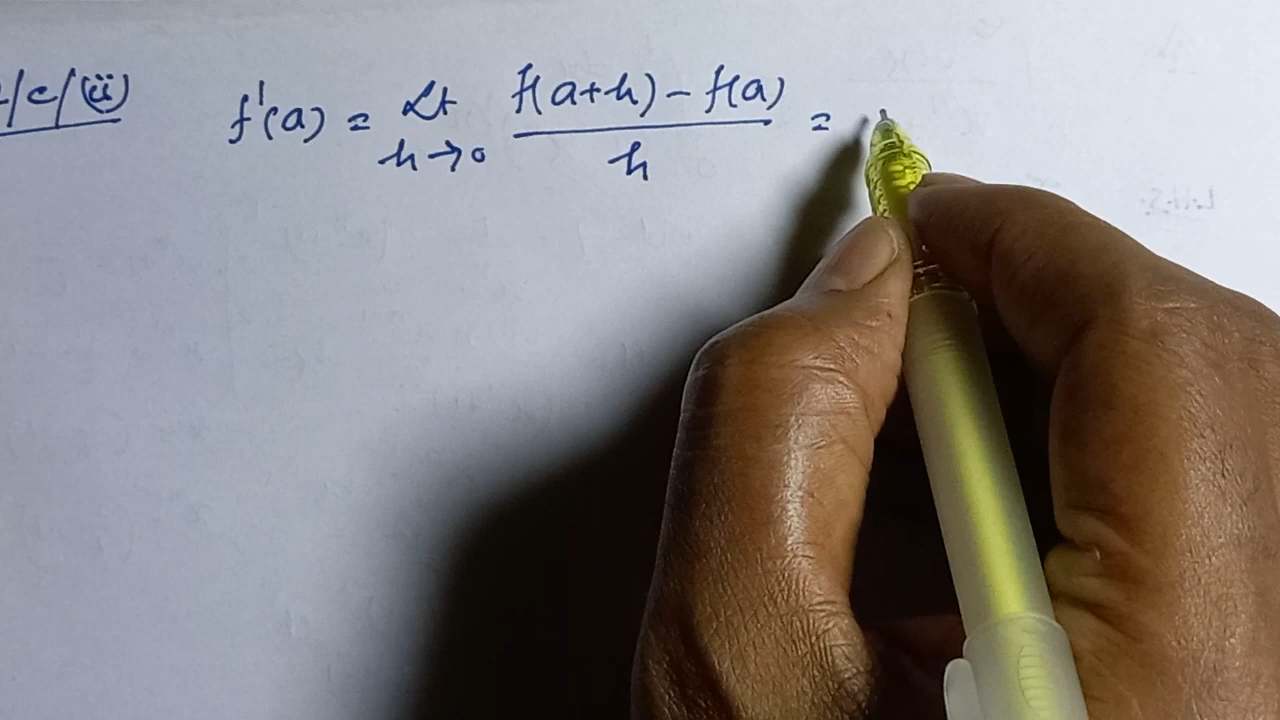 /c/(ii) f'(a) = Lt h→0 f(a+h) - f(a) / h =